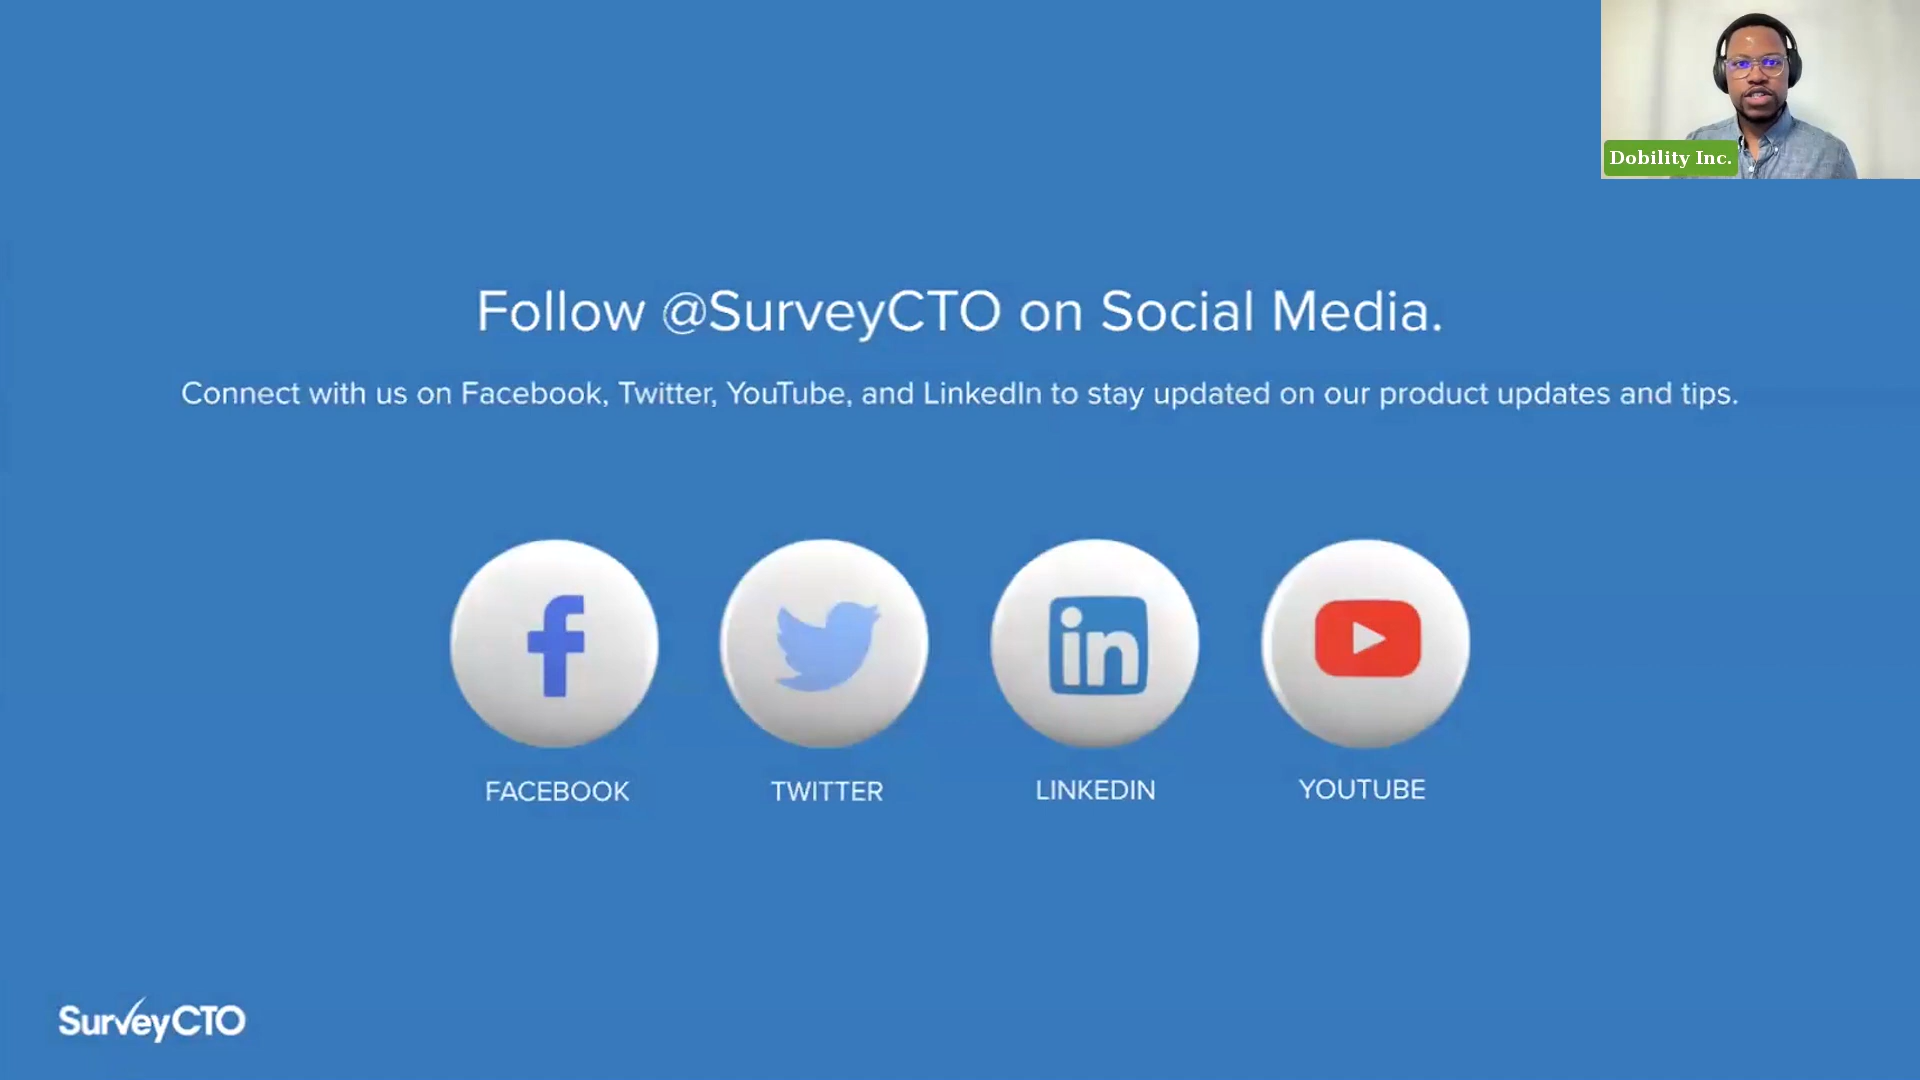 Dobility Inc.
Follow @SurveyCTO on Social Media.
Connect with us on Facebook, Twitter, YouTube, and LinkedIn to stay updated on our product updates and tips.
f
in
FACEBOOK
TWITTER
LINKEDIN
YOUTUBE
SurveyCTO